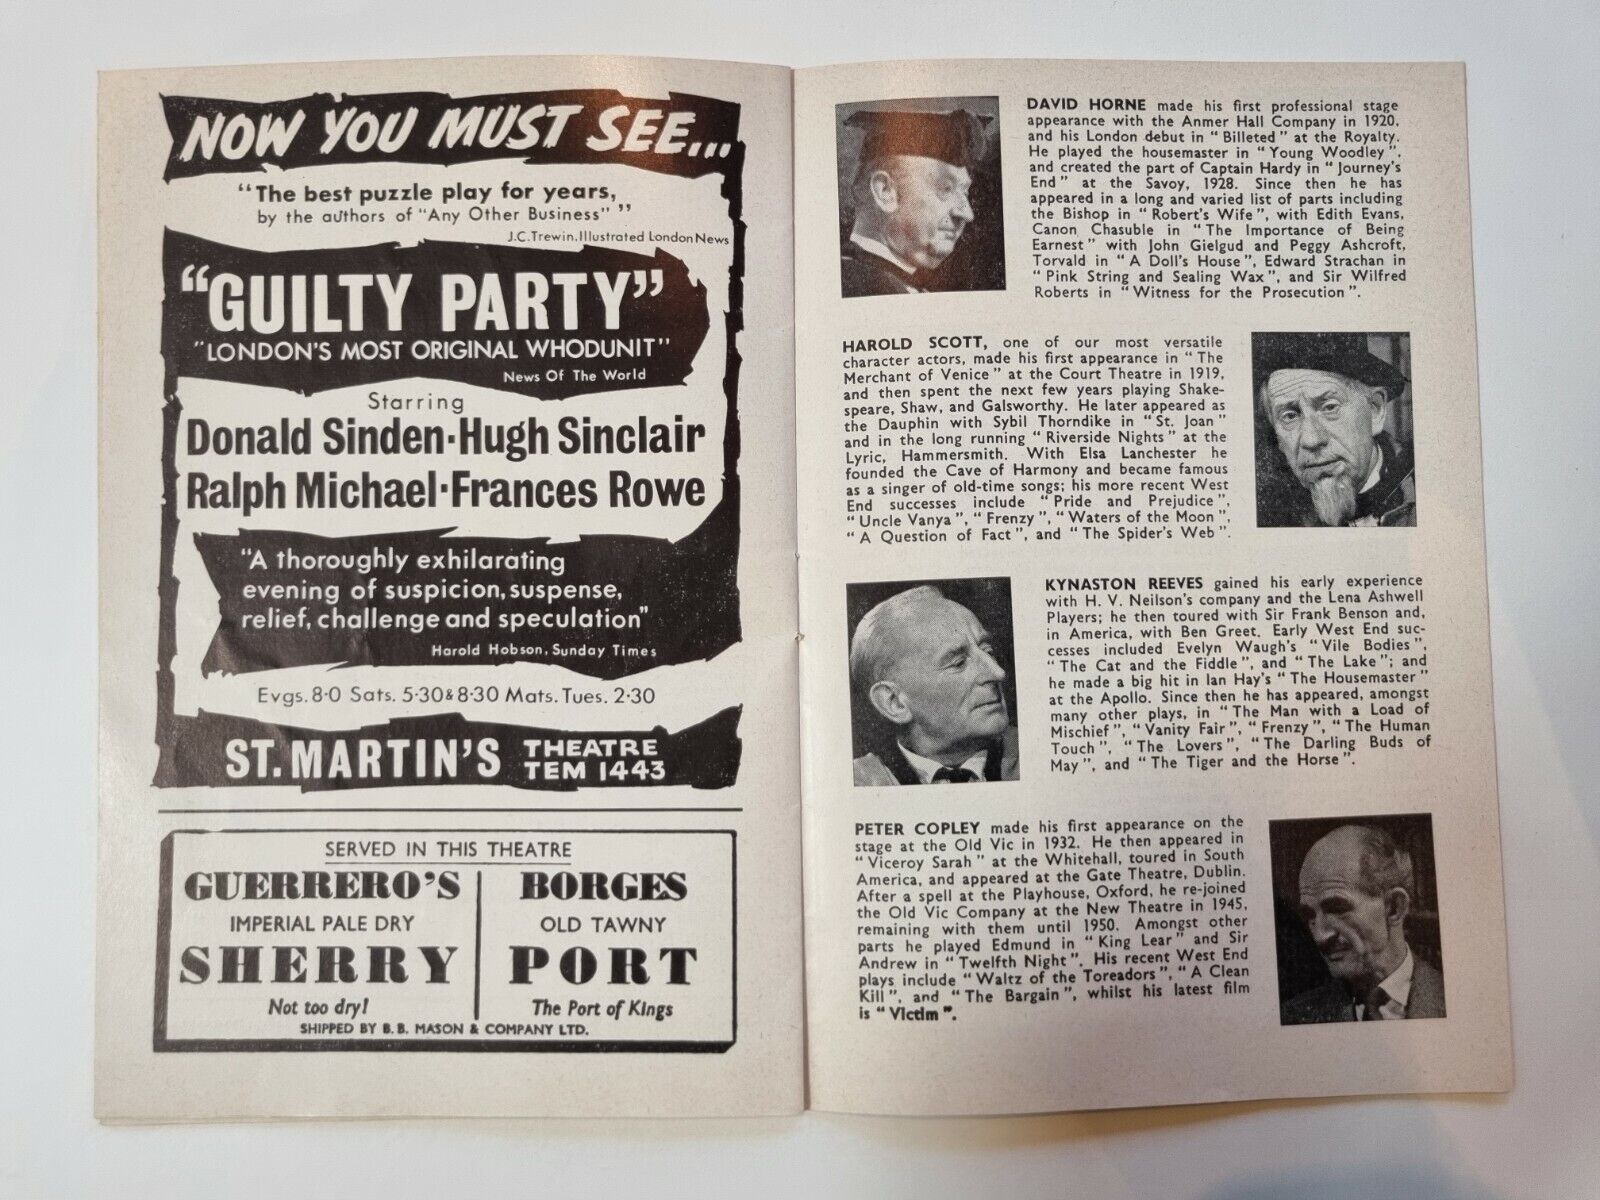 NOW YOU MUST SEE...
"The best puzzle play for years,
by the authors of "Any Other Business" "
J.C.Trewin, Illustrated London News
"GUILTY PARTY"
"LONDON'S MOST ORIGINAL WHODUNIT"
News Of The World
Starring
Donald Sinden·Hugh Sinclair
Ralph Michael·Frances Rowe
"A thoroughly exhilarating
evening of suspicion, suspense,
relief, challenge and speculation"
Harold Hobson, Sunday Times
Evgs. 8·0 Sats. 5·30 & 8·30 Mats. Tues. 2·30
ST. MARTIN'S THEATRE
TEM 1443
SERVED IN THIS THEATRE
GUERRERO'S
IMPERIAL PALE DRY
SHERRY
Not too dry!
BORGES
OLD TAWNY
PORT
The Port of Kings
SHIPPED BY B. B. MASON & COMPANY LTD.
DAVID HORNE made his first professional stage
appearance with the Anmer Hall Company in 1920,
and his London debut in "Billeted" at the Royalty.
He played the housemaster in "Young Woodley",
and created the part of Captain Hardy in "Journey's
End" at the Savoy, 1928. Since then he has
appeared in a long and varied list of parts including
the Bishop in "Robert's Wife", with Edith Evans,
Canon Chasuble in "The Importance of Being
Earnest" with John Gielgud and Peggy Ashcroft,
Torvald in "A Doll's House", Edward Strachan in
"Pink String and Sealing Wax", and Sir Wilfred
Roberts in "Witness for the Prosecution".
HAROLD SCOTT, one of our most versatile
character actors, made his first appearance in "The
Merchant of Venice" at the Court Theatre in 1919,
and then spent the next few years playing Shake-
speare, Shaw, and Galsworthy. He later appeared as
the Dauphin with Sybil Thorndike in "St. Joan"
and in the long running "Riverside Nights" at the
Lyric, Hammersmith. With Elsa Lanchester he
founded the Cave of Harmony and became famous
as a singer of old-time songs; his more recent West
End successes include "Pride and Prejudice",
"Uncle Vanya", "Frenzy", "Waters of the Moon",
"A Question of Fact", and "The Spider's Web".
KYNASTON REEVES gained his early experience
with H. V. Neilson's company and the Lena Ashwell
Players; he then toured with Sir Frank Benson and,
in America, with Ben Greet. Early West End suc-
cesses included Evelyn Waugh's "Vile Bodies",
"The Cat and the Fiddle", and "The Lake"; and
he made a big hit in Ian Hay's "The Housemaster"
at the Apollo. Since then he has appeared, amongst
many other plays, in "The Man with a Load of
Mischief", "Vanity Fair", "Frenzy", "The Human
Touch", "The Lovers", "The Darling Buds of
May", and "The Tiger and the Horse".
PETER COPLEY made his first appearance on the
stage at the Old Vic in 1932. He then appeared in
"Viceroy Sarah" at the Whitehall, toured in South
America, and appeared at the Gate Theatre, Dublin.
After a spell at the Playhouse, Oxford, he re-joined
the Old Vic Company at the New Theatre in 1945,
remaining with them until 1950. Amongst other
parts he played Edmund in "King Lear" and Sir
Andrew in "Twelfth Night". His recent West End
plays include "Waltz of the Toreadors", "A Clean
Kill", and "The Bargain", whilst his latest film
is "Victim".